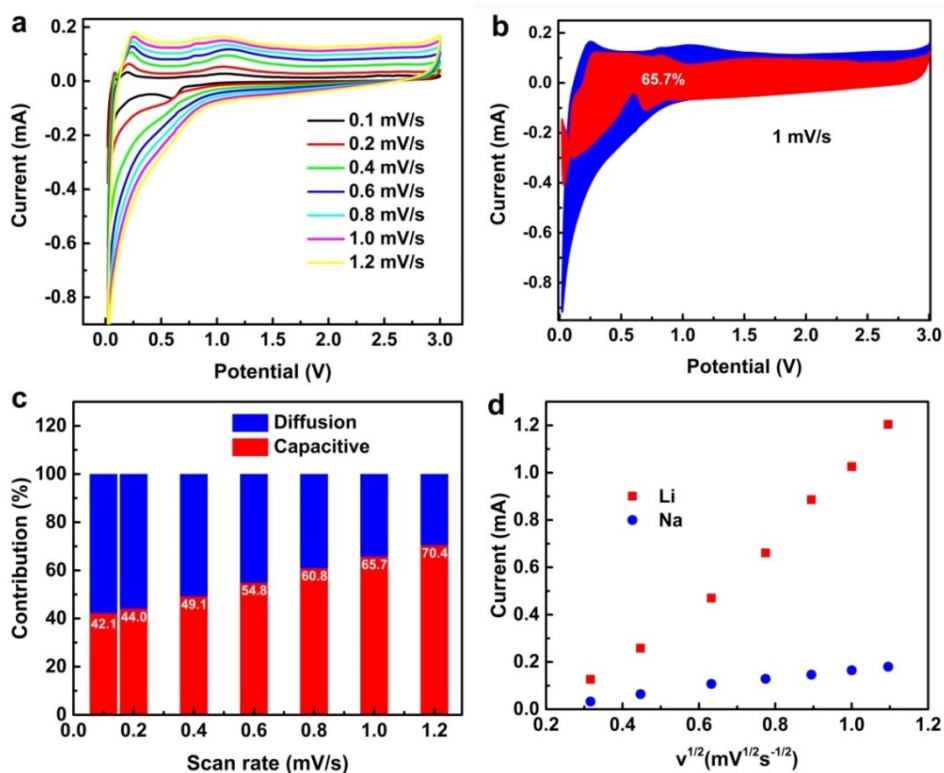 a
Current (mA)
0.2
0.0
-0.2
-0.4
-0.6
-0.8
0.1 mV/s
0.2 mV/s
0.4 mV/s
0.6 mV/s
0.8 mV/s
1.0 mV/s
1.2 mV/s
0.0 0.5 1.0 1.5 2.0 2.5 3.0
Potential (V)
b
Current (mA)
0.2
0.0
-0.2
-0.4
-0.6
-0.8
65.7%
1 mV/s
0.0 0.5 1.0 1.5 2.0 2.5 3.0
Potential (V)
c
Contribution (%)
120
100
80
60
40
20
0
Diffusion
Capacitive
42.1
44.0
49.1
54.8
60.8
65.7
70.4
0.0 0.2 0.4 0.6 0.8 1.0 1.2
Scan rate (mV/s)
d
Current (mA)
1.2
1.0
0.8
0.6
0.4
0.2
0.0
Li
Na
0.2 0.4 0.6 0.8 1.0 1.2
v^1/2(mV^1/2s^-1/2)